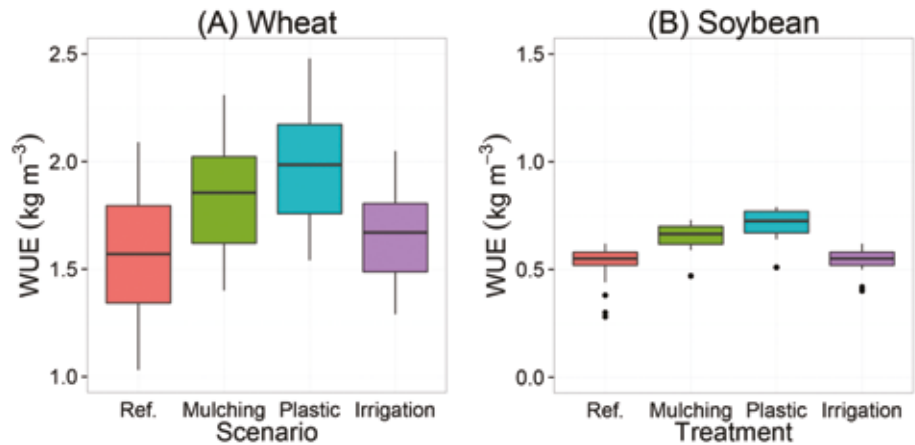 (A) Wheat
WUE (kg m⁻³)
2.5
2.0
1.5
1.0
Ref. Mulching Plastic Irrigation
Scenario
(B) Soybean
WUE (kg m⁻³)
1.5
1.0
0.5
0.0
Ref. Mulching Plastic Irrigation
Treatment